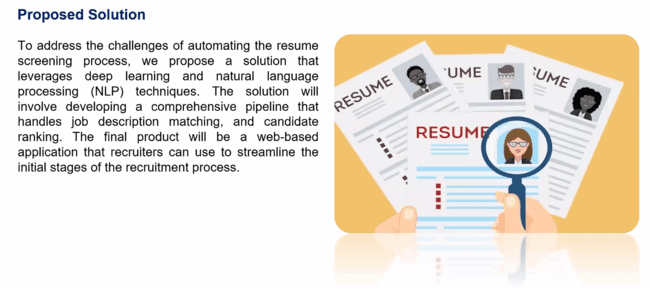 Proposed Solution
To address the challenges of automating the resume
screening process, we propose a solution that
leverages deep learning and natural language
processing (NLP) techniques. The solution will
involve developing a comprehensive pipeline that
handles job description matching, and candidate
ranking. The final product will be a web-based
application that recruiters can use to streamline the
initial stages of the recruitment process.
RESUME
UME
UME
RESUME